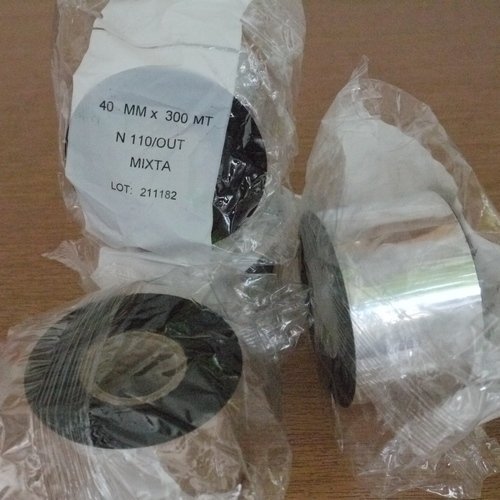 40 MM x 300 MT
N 110/OUT
MIXTA
LOT: 211182